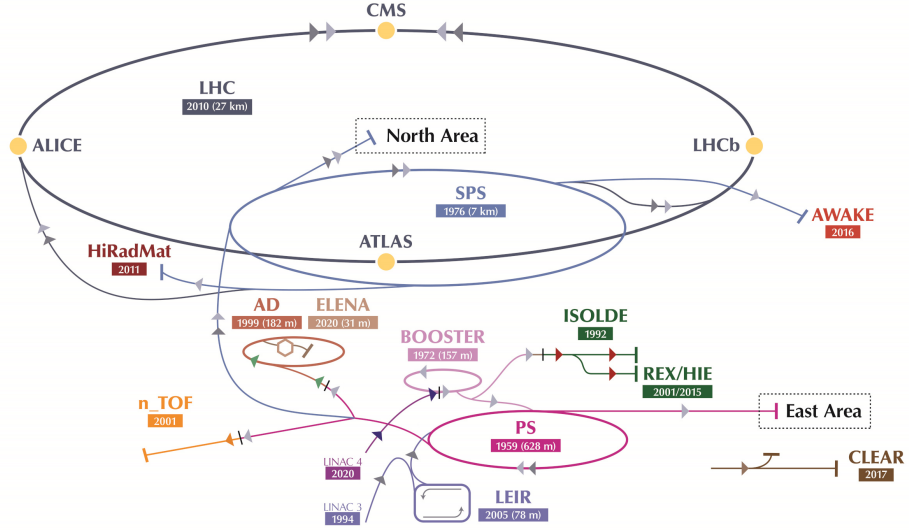 CMS
LHC
2010 (27 km)
North Area
ALICE
LHCb
SPS
1976 (7 km)
AWAKE
2016
ATLAS
HiRadMat
2011
AD
1999 (182 m)
ELENA
2020 (31 m)
ISOLDE
1992
BOOSTER
1972 (157 m)
REX/HIE
2001/2015
n_TOF
2001
East Area
PS
1959 (628 m)
LINAC 4
2020
CLEAR
2017
LINAC 3
1994
LEIR
2005 (78 m)